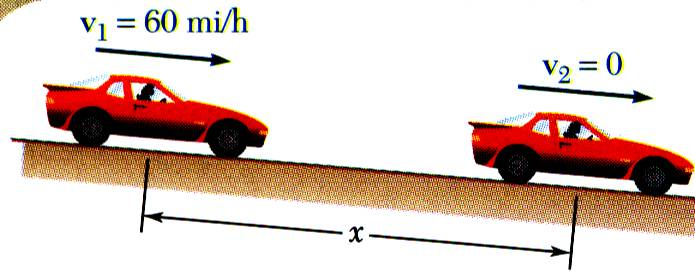 v₁ = 60 mi/h
v₂ = 0
x